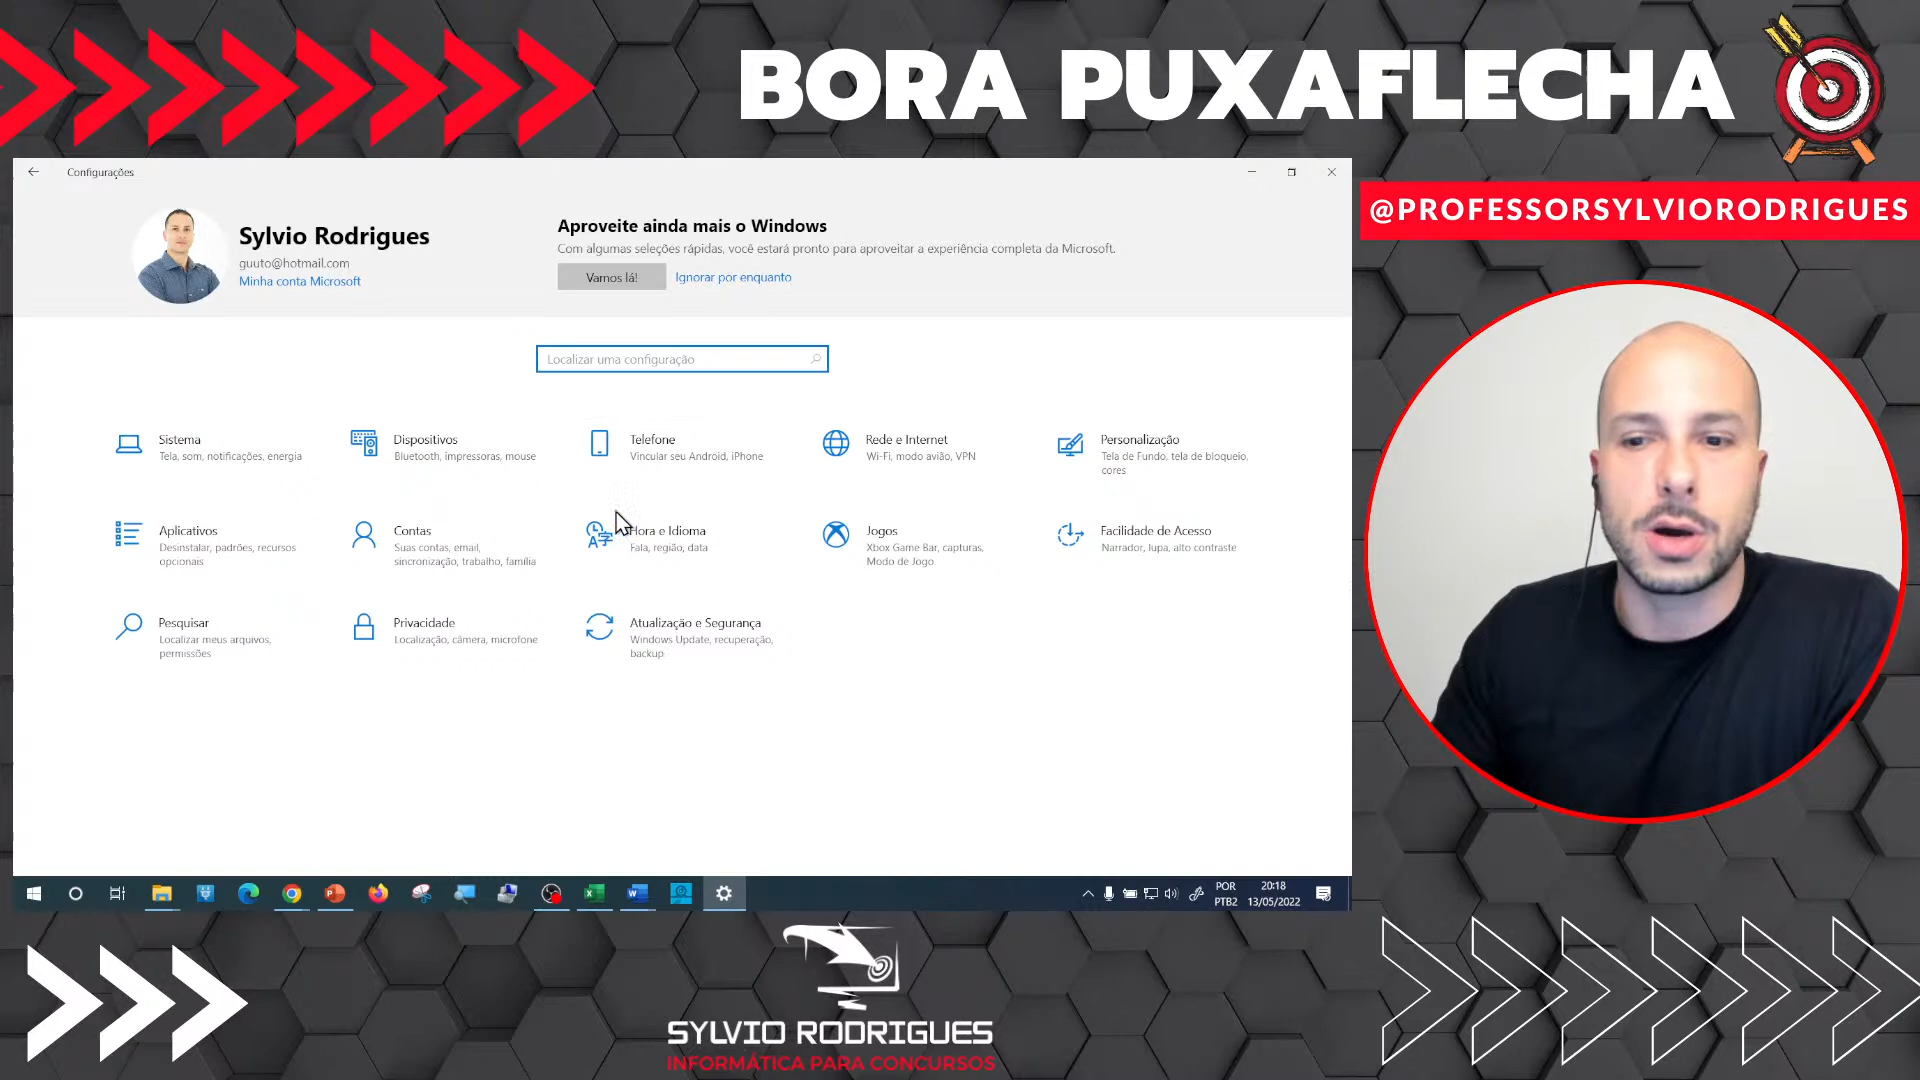 BORA PUXAFLECHA
@PROFESSORSYLVIORODRIGUES
Configurações
Sylvio Rodrigues
guuto@hotmail.com
Minha conta Microsoft
Aproveite ainda mais o Windows
Com algumas seleções rápidas, você estará pronto para aproveitar a experiência completa da Microsoft.
Vamos lá!
Ignorar por enquanto
Localizar uma configuração
Sistema
Tela, som, notificações, energia
Dispositivos
Bluetooth, impressoras, mouse
Telefone
Vincular seu Android, iPhone
Rede e Internet
Wi-Fi, modo avião, VPN
Personalização
Tela de Fundo, tela de bloqueio,
cores
Aplicativos
Desinstalar, padrões, recursos
opcionais
Contas
Suas contas, email,
sincronização, trabalho, família
Hora e Idioma
Fala, região, data
Jogos
Xbox Game Bar, capturas,
Modo de Jogo
Facilidade de Acesso
Narrador, lupa, alto contraste
Pesquisar
Localizar meus arquivos,
permissões
Privacidade
Localização, câmera, microfone
Atualização e Segurança
Windows Update, recuperação,
backup
POR
PTB2
20:18
13/05/2022
SYLVIO RODRIGUES
INFORMÁTICA PARA CONCURSOS